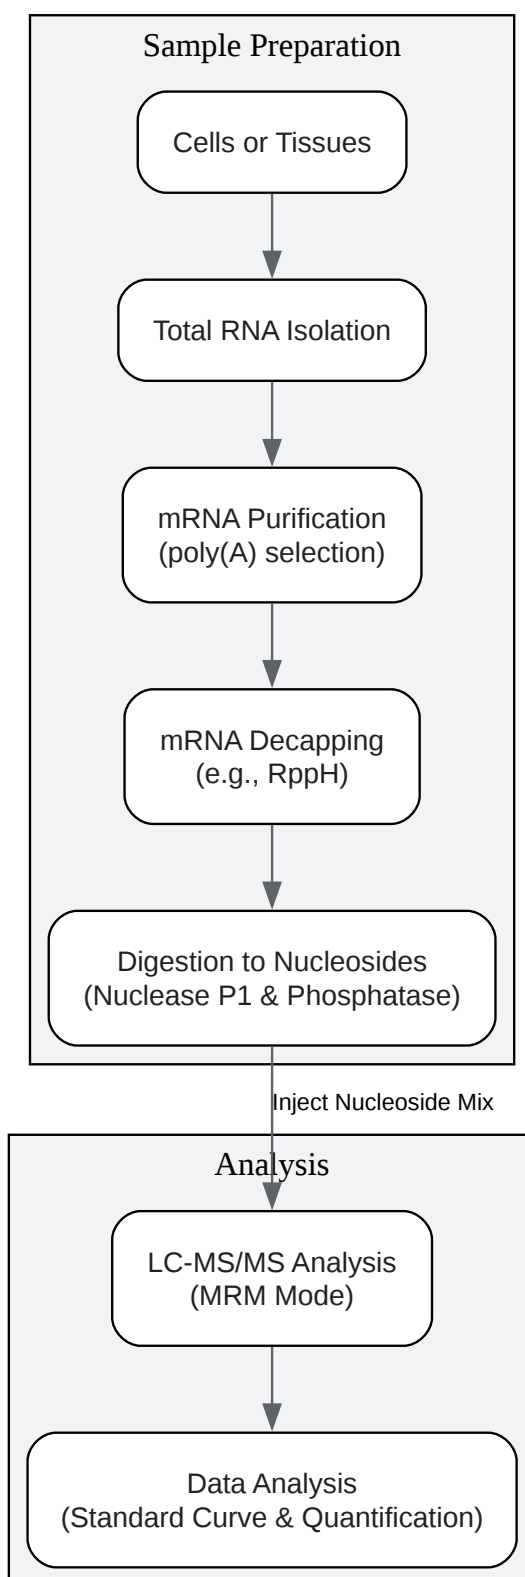 Sample Preparation
Cells or Tissues
Total RNA Isolation
mRNA Purification
(poly(A) selection)
mRNA Decapping
(e.g., RppH)
Digestion to Nucleosides
(Nuclease P1 & Phosphatase)
Inject Nucleoside Mix
Analysis
LC-MS/MS Analysis
(MRM Mode)
Data Analysis
(Standard Curve & Quantification)